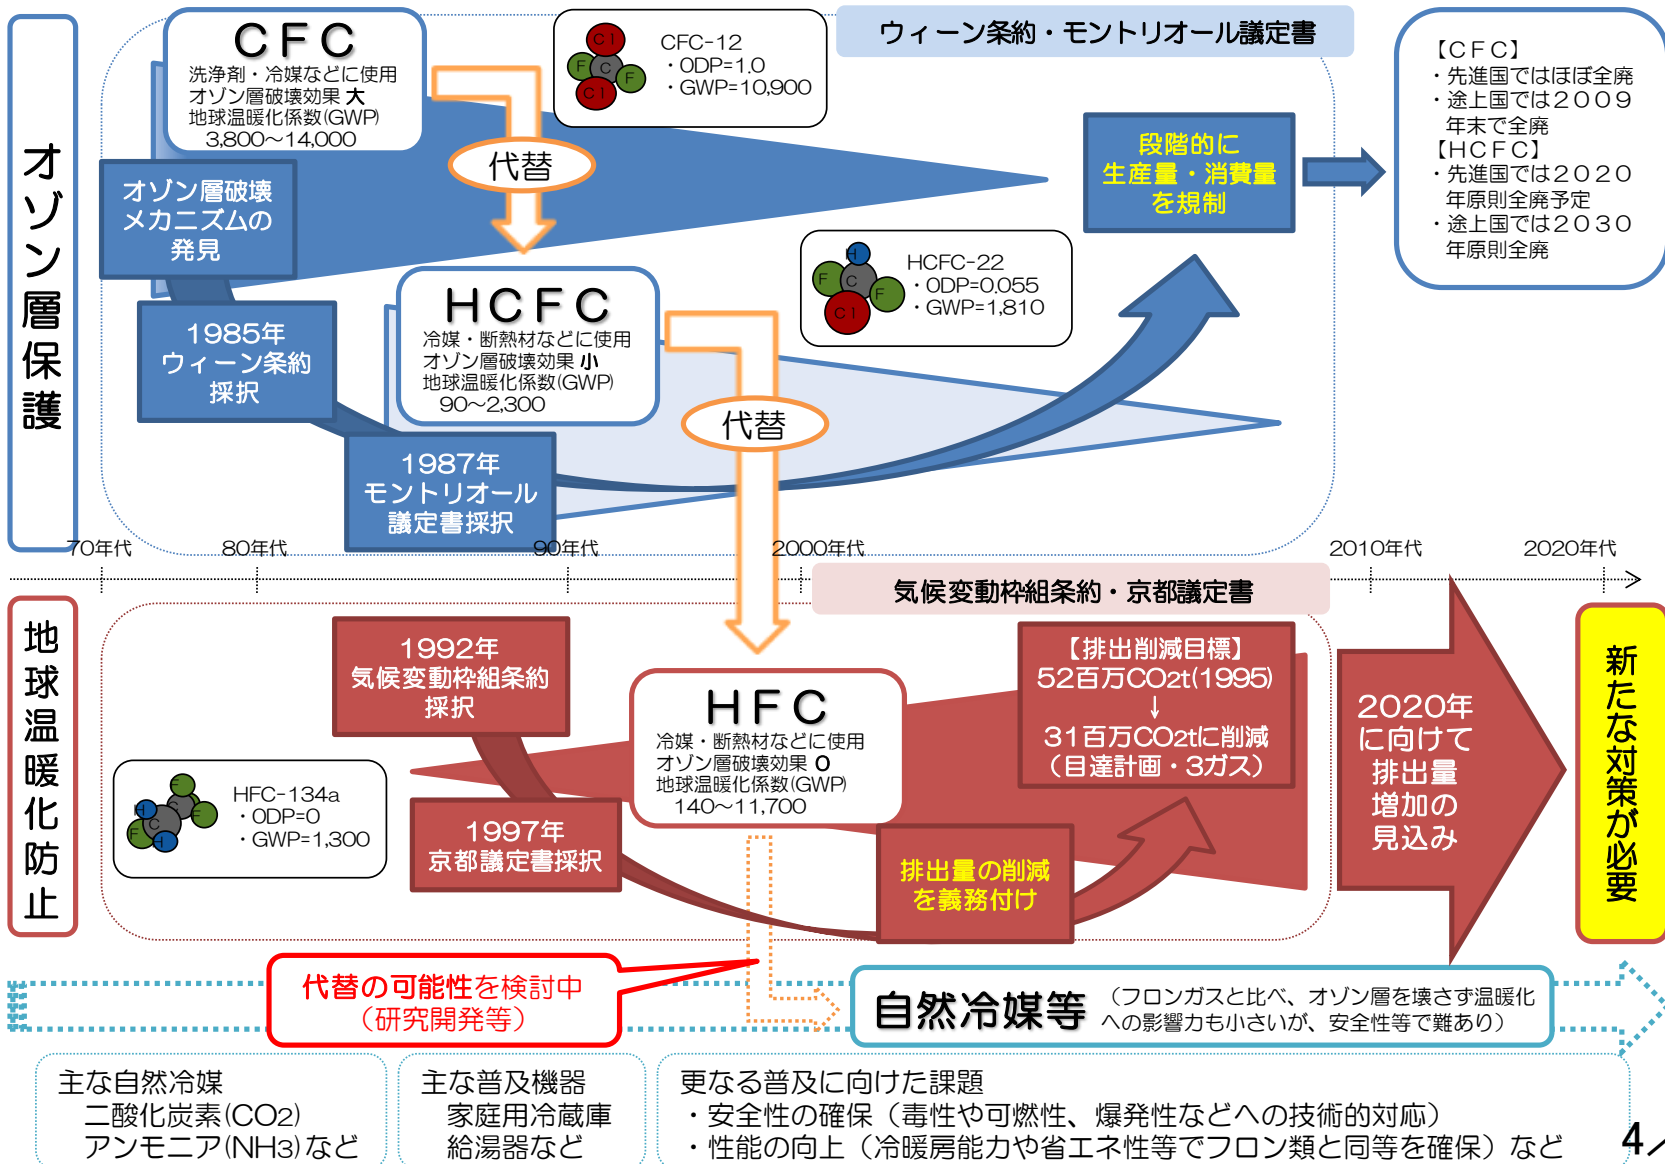 オゾン層保護
CFC
洗浄剤・冷媒などに使用
オゾン層破壊効果 大
地球温暖化係数(GWP)
3,800～14,000
Cl
F
C
F
Cl
CFC-12
・ODP=1.0
・GWP=10,900
ウィーン条約・モントリオール議定書
【CFC】
・先進国ではほぼ全廃
・途上国では2009
年末で全廃
【HCFC】
・先進国では2020
年原則全廃予定
・途上国では2030
年原則全廃
代替
段階的に
生産量・消費量
を規制
オゾン層破壊
メカニズムの
発見
1985年
ウィーン条約
採択
HCFC
冷媒・断熱材などに使用
オゾン層破壊効果 小
地球温暖化係数(GWP)
90～2,300
H
F
C
F
Cl
HCFC-22
・ODP=0.055
・GWP=1,810
代替
1987年
モントリオール
議定書採択
70年代
80年代
90年代
2000年代
2010年代
2020年代
地球温暖化防止
気候変動枠組条約・京都議定書
1992年
気候変動枠組条約
採択
HFC
冷媒・断熱材などに使用
オゾン層破壊効果 0
地球温暖化係数(GWP)
140～11,700
【排出削減目標】
52百万CO2t(1995)
↓
31百万CO2tに削減
（目達計画・3ガス）
2020年
に向けて
排出量
増加の
見込み
新たな対策が必要
F
C
F
H
C
F
H
HFC-134a
・ODP=0
・GWP=1,300
1997年
京都議定書採択
排出量の削減
を義務付け
代替の可能性を検討中
（研究開発等）
自然冷媒等
（フロンガスと比べ、オゾン層を壊さず温暖化
への影響力も小さいが、安全性等で難あり）
主な自然冷媒
二酸化炭素(CO2)
アンモニア(NH3)など
主な普及機器
家庭用冷蔵庫
給湯器など
更なる普及に向けた課題
・安全性の確保（毒性や可燃性、爆発性などへの技術的対応）
・性能の向上（冷暖房能力や省エネ性等でフロン類と同等を確保）など
4/